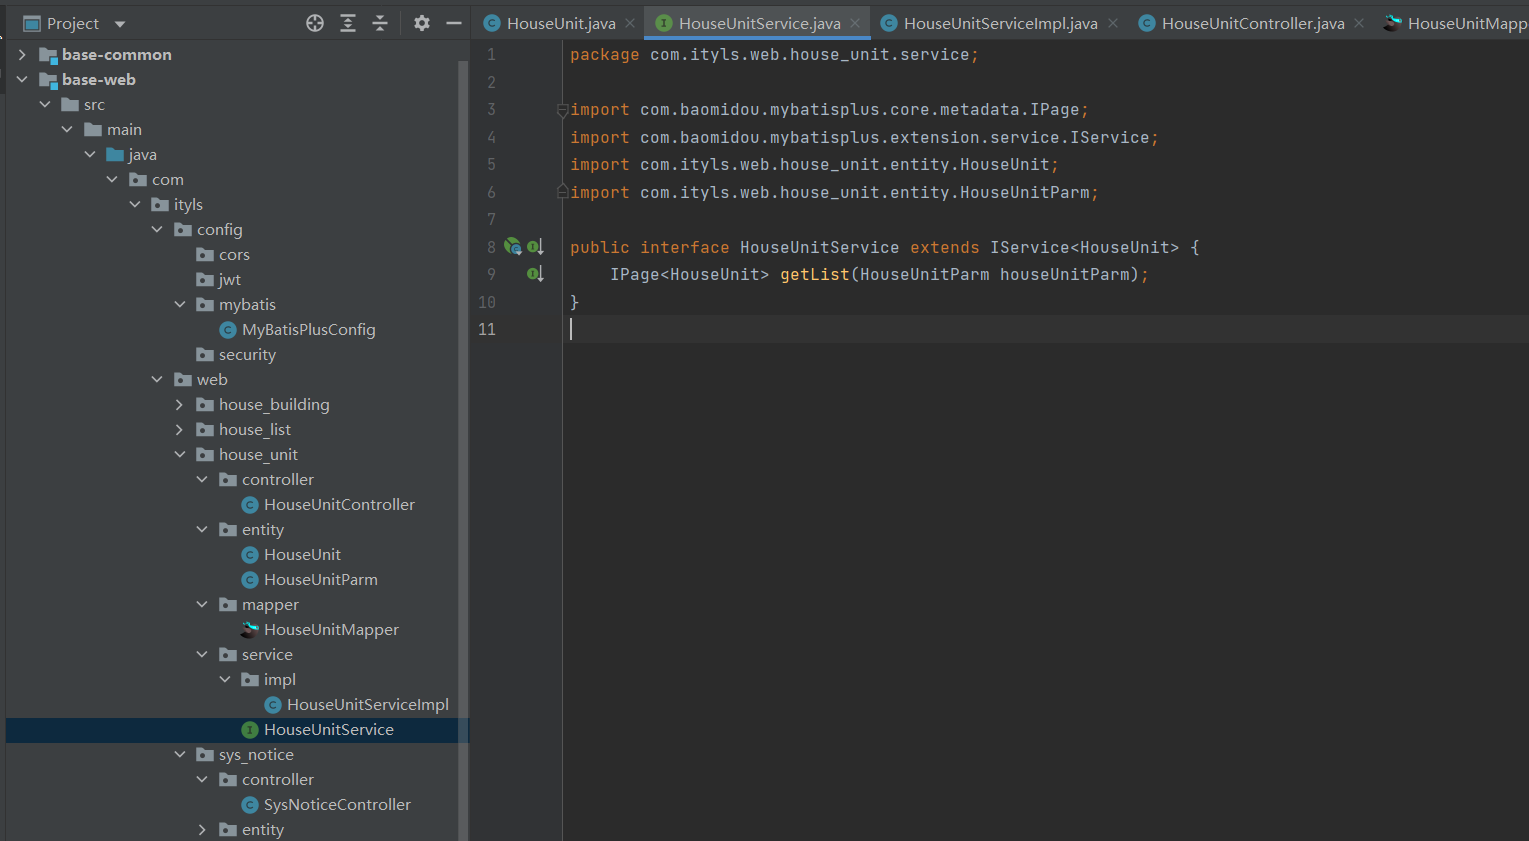 Project
HouseUnit.java
HouseUnitService.java
HouseUnitServiceImpl.java
HouseUnitController.java
HouseUnitMapp
base-common
base-web
src
main
java
com
ityls
config
cors
jwt
mybatis
MyBatisPlusConfig
security
web
house_building
house_list
house_unit
controller
HouseUnitController
entity
HouseUnit
HouseUnitParm
mapper
HouseUnitMapper
service
impl
HouseUnitServiceImpl
HouseUnitService
sys_notice
controller
SysNoticeController
entity
1 package com.ityls.web.house_unit.service;
2
3 import com.baomidou.mybatisplus.core.metadata.IPage;
4 import com.baomidou.mybatisplus.extension.service.IService;
5 import com.ityls.web.house_unit.entity.HouseUnit;
6 import com.ityls.web.house_unit.entity.HouseUnitParm;
7
8 public interface HouseUnitService extends IService<HouseUnit> {
9 IPage<HouseUnit> getList(HouseUnitParm houseUnitParm);
10 }
11